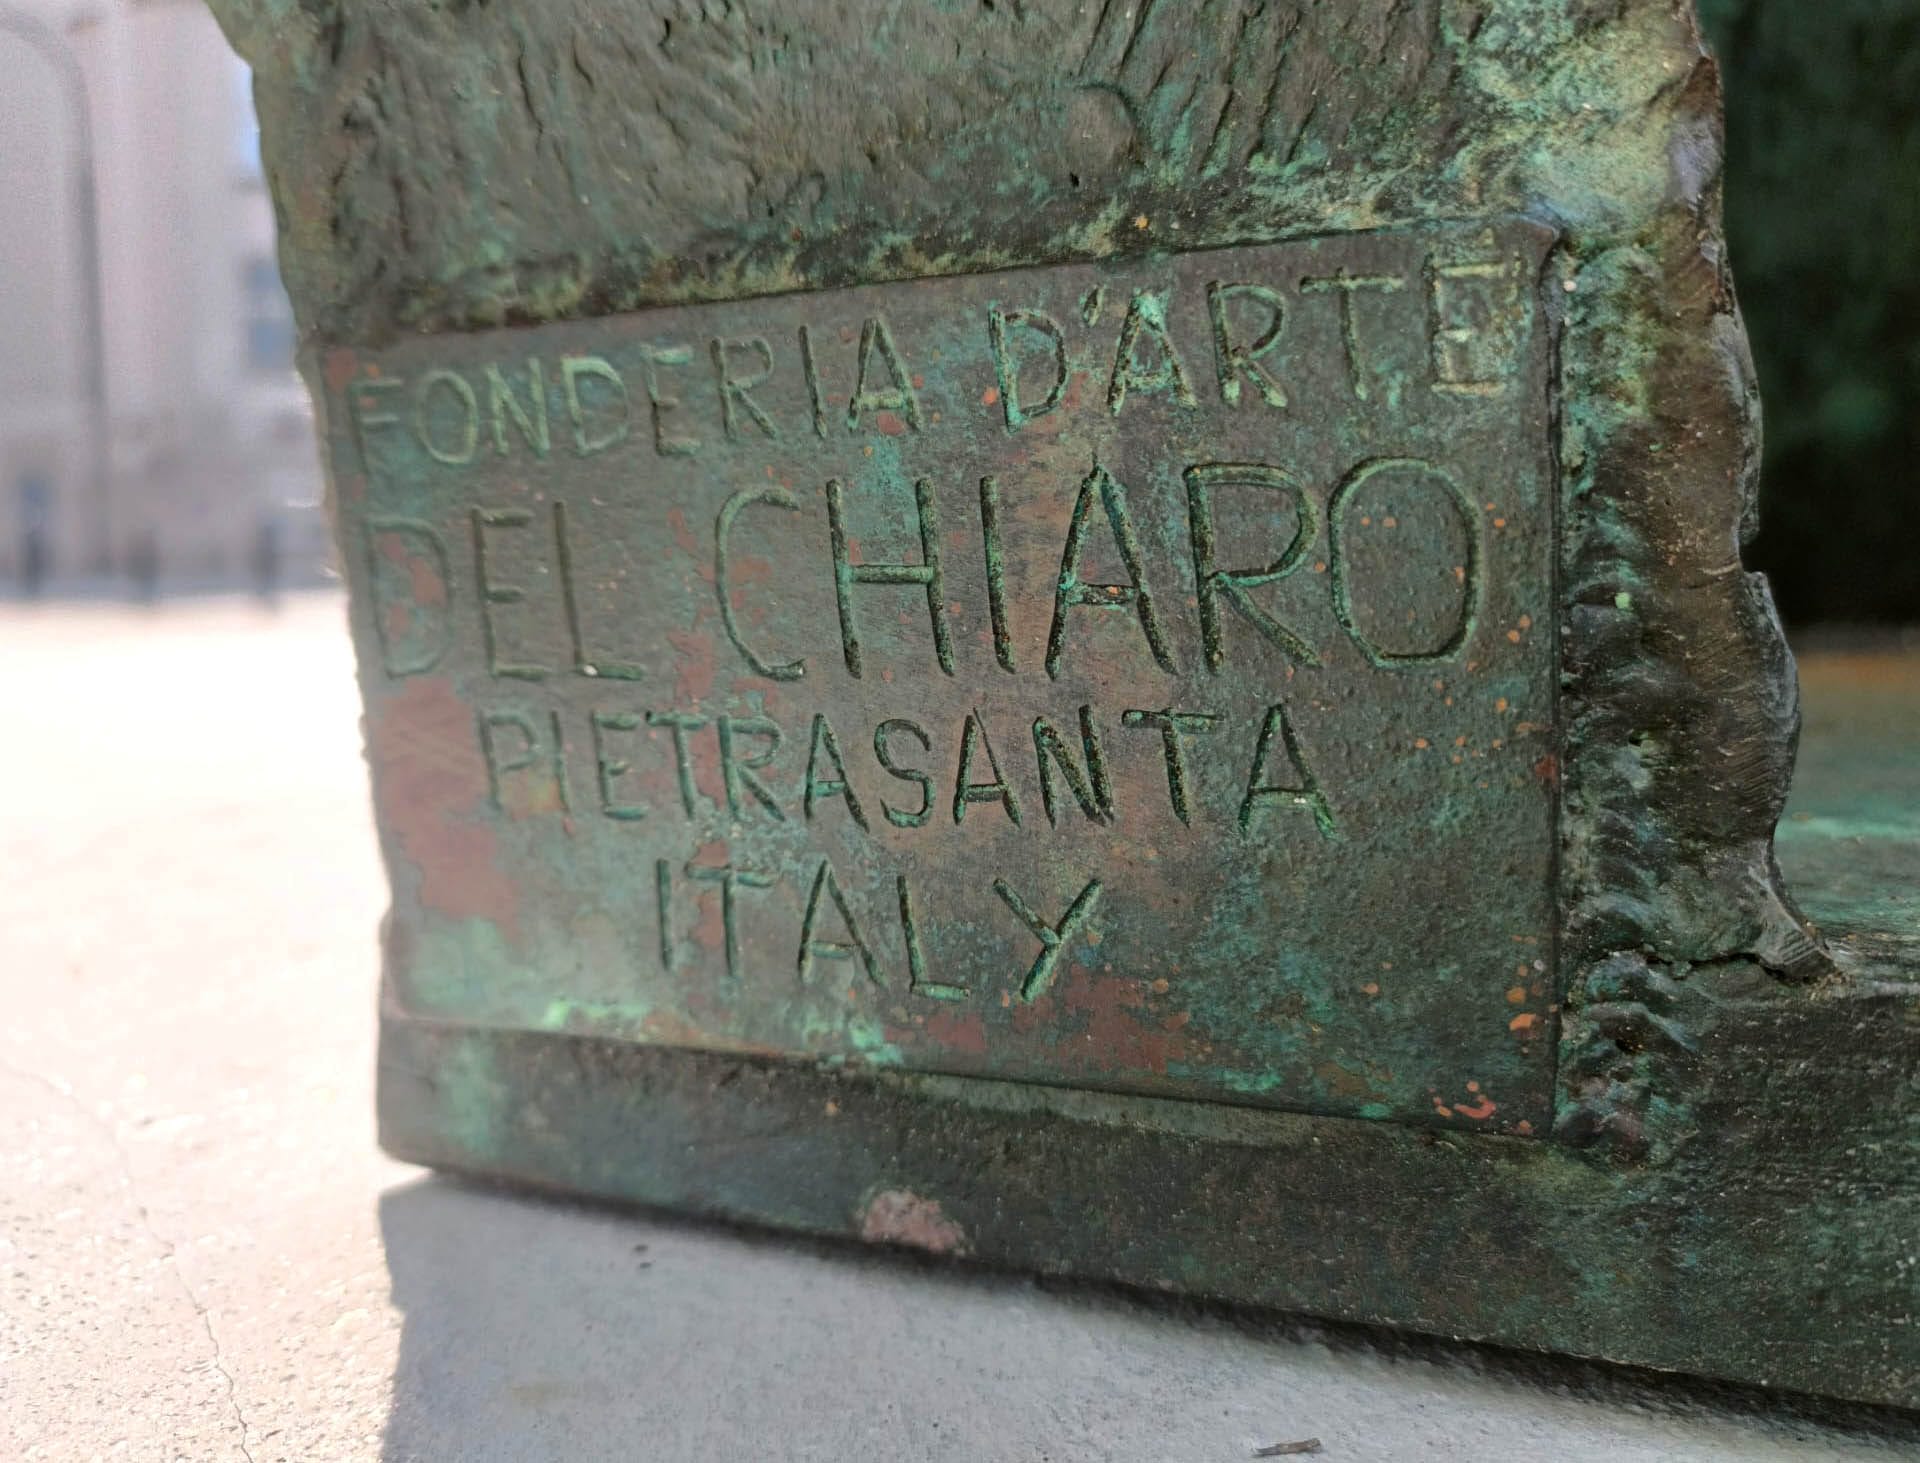 FONDERIA D'ARTE
DEL CHIARO
PIETRASANTA
ITALY